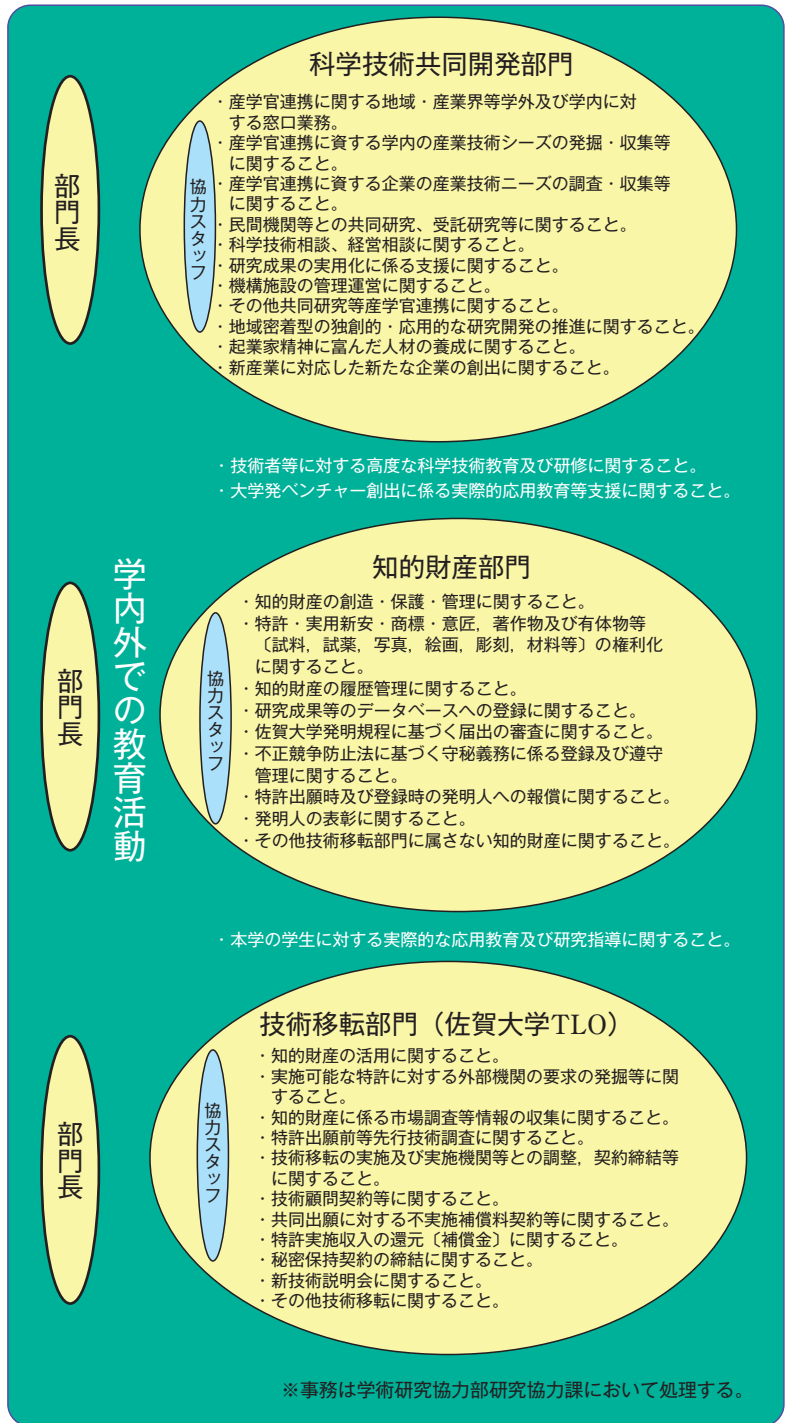 科学技術共同開発部門
部門長
協力スタッフ
・産学官連携に関する地域・産業界等学外及び学内に対
する窓口業務。
・産学官連携に資する学内の産業技術シーズの発掘・収集等
に関すること。
・産学官連携に資する企業の産業技術ニーズの調査・収集等
に関すること。
・民間機関等との共同研究、受託研究等に関すること。
・科学技術相談、経営相談に関すること。
・研究成果の実用化に係る支援に関すること。
・機構施設の管理運営に関すること。
・その他共同研究等産学官連携に関すること。
・地域密着型の独創的・応用的な研究開発の推進に関すること。
・起業家精神に富んだ人材の養成に関すること。
・新産業に対応した新たな企業の創出に関すること。
・技術者等に対する高度な科学技術教育及び研修に関すること。
・大学発ベンチャー創出に係る実際的応用教育等支援に関すること。
学内外での教育活動
知的財産部門
部門長
協力スタッフ
・知的財産の創造・保護・管理に関すること。
・特許・実用新安・商標・意匠，著作物及び有体物等
〔試料，試薬，写真，絵画，彫刻，材料等〕の権利化
に関すること。
・知的財産の履歴管理に関すること。
・研究成果等のデータベースへの登録に関すること。
・佐賀大学発明規程に基づく届出の審査に関すること。
・不正競争防止法に基づく守秘義務に係る登録及び遵守
管理に関すること。
・特許出願時及び登録時の発明人への報償に関すること。
・発明人の表彰に関すること。
・その他技術移転部門に属さない知的財産に関すること。
・本学の学生に対する実際的な応用教育及び研究指導に関すること。
技術移転部門（佐賀大学TLO）
部門長
協力スタッフ
・知的財産の活用に関すること。
・実施可能な特許に対する外部機関の要求の発掘等に関
すること。
・知的財産に係る市場調査等情報の収集に関すること。
・特許出願前等先行技術調査に関すること。
・技術移転の実施及び実施機関等との調整，契約締結等
に関すること。
・技術顧問契約等に関すること。
・共同出願に対する不実施補償料契約等に関すること。
・特許実施収入の還元〔補償金〕に関すること。
・秘密保持契約の締結に関すること。
・新技術説明会に関すること。
・その他技術移転に関すること。
※事務は学術研究協力部研究協力課において処理する。